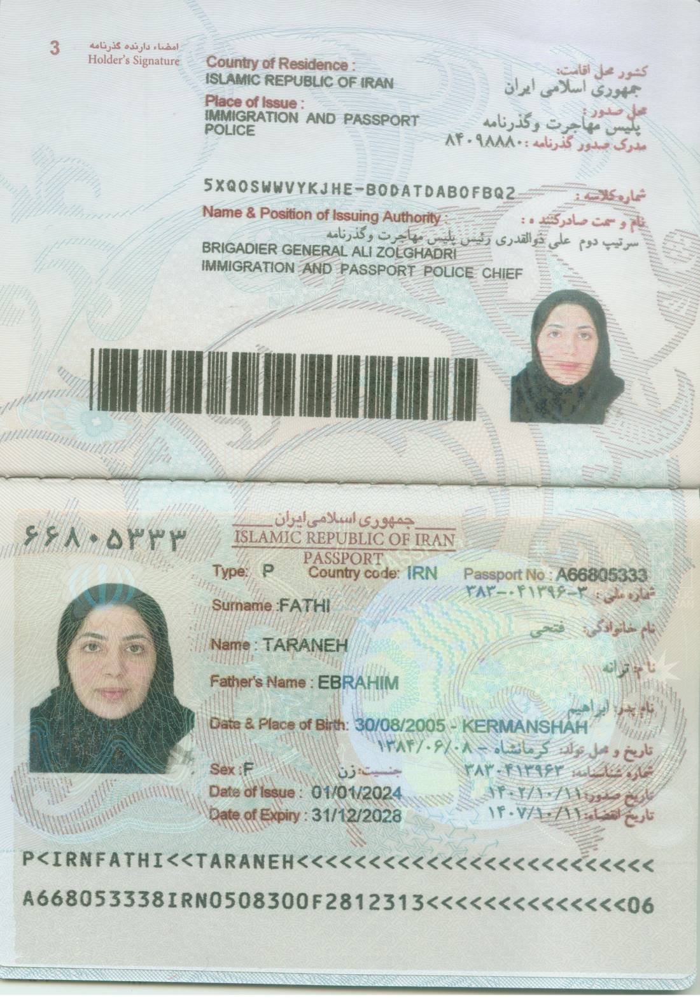 3
امضاء دارنده گذرنامه
Holder's Signature
Country of Residence :
ISLAMIC REPUBLIC OF IRAN
کشور محل اقامت:
جمهوری اسلامی ایران
Place of Issue :
IMMIGRATION AND PASSPORT
POLICE
محل صدور :
پلیس مهاجرت وگذرنامه
مدرک صدور گذرنامه :۸۴۰۹۸۸۸۰
5XQOSWWVYKJHE-BODATDABOFBQ2
شماره کلاسه :
Name & Position of Issuing Authority :
نام و سمت صادرکننده :
سرتیپ دوم علی ذوالقدری رئیس پلیس مهاجرت وگذرنامه
BRIGADIER GENERAL ALI ZOLGHADRI
IMMIGRATION AND PASSPORT POLICE CHIEF
۶۶۸۰۵۳۳۳
جمهوری اسلامی ایران
ISLAMIC REPUBLIC OF IRAN
PASSPORT
Type: P Country code: IRN Passport No : A66805333
شماره ملی : ۳۸۳-۰۴۱۳۹۶-۳
Surname :FATHI
نام خانوادگی: فتحی
Name : TARANEH
نام: ترانه
Father's Name : EBRAHIM
نام پدر: ابراهیم
Date & Place of Birth: 30/08/2005 - KERMANSHAH
تاریخ و محل تولد: کرمانشاه – ۱۳۸۴/۰۶/۰۸
Sex :F جنسیت: زن
شماره شناسنامه: ۳۸۳۰۴۱۳۹۶۳
Date of Issue : 01/01/2024
تاریخ صدور: ۱۴۰۲/۱۰/۱۱
Date of Expiry : 31/12/2028
تاریخ انقضاء: ۱۴۰۷/۱۰/۱۱
P<IRNFATHI<<TARANEH<<<<<<<<<<<<<<<<<<<<<<<<<
A668053338IRN0508300F2812313<<<<<<<<<<<<<<06